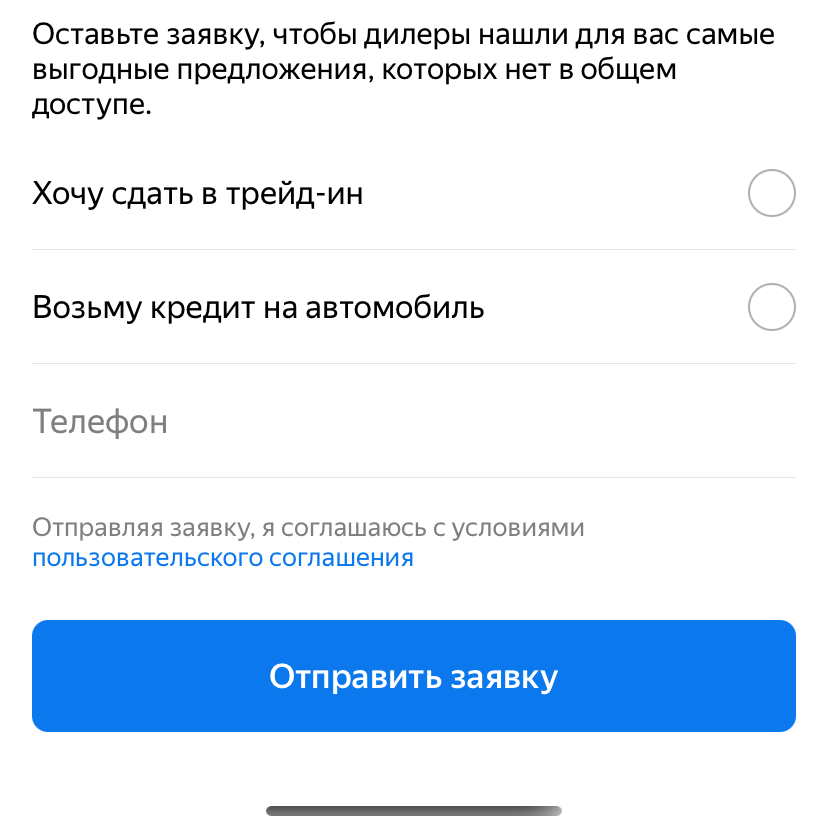 Оставьте заявку, чтобы дилеры нашли для вас самые
выгодные предложения, которых нет в общем
доступе.
Хочу сдать в трейд-ин
Возьму кредит на автомобиль
Телефон
Отправляя заявку, я соглашаюсь с условиями
пользовательского соглашения
Отправить заявку